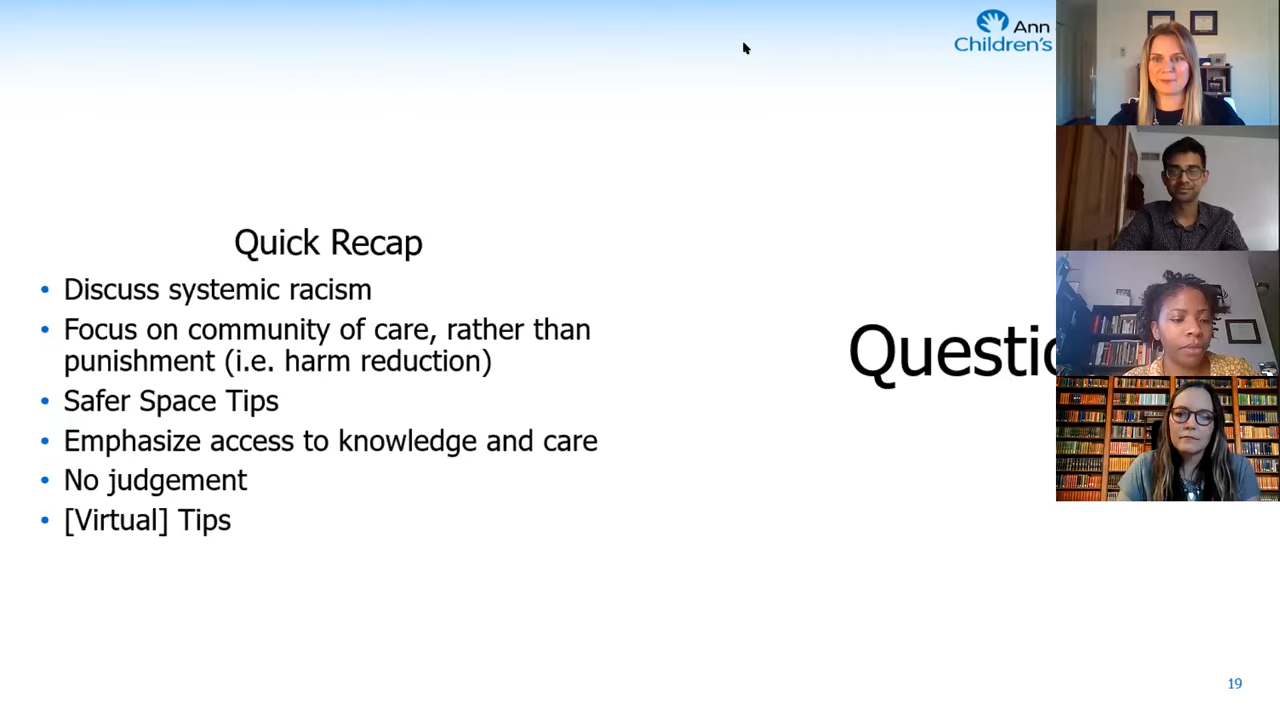 Ann
Children's
Quick Recap
• Discuss systemic racism
• Focus on community of care, rather than
punishment (i.e. harm reduction)
• Safer Space Tips
• Emphasize access to knowledge and care
• No judgement
• [Virtual] Tips
Questio
19